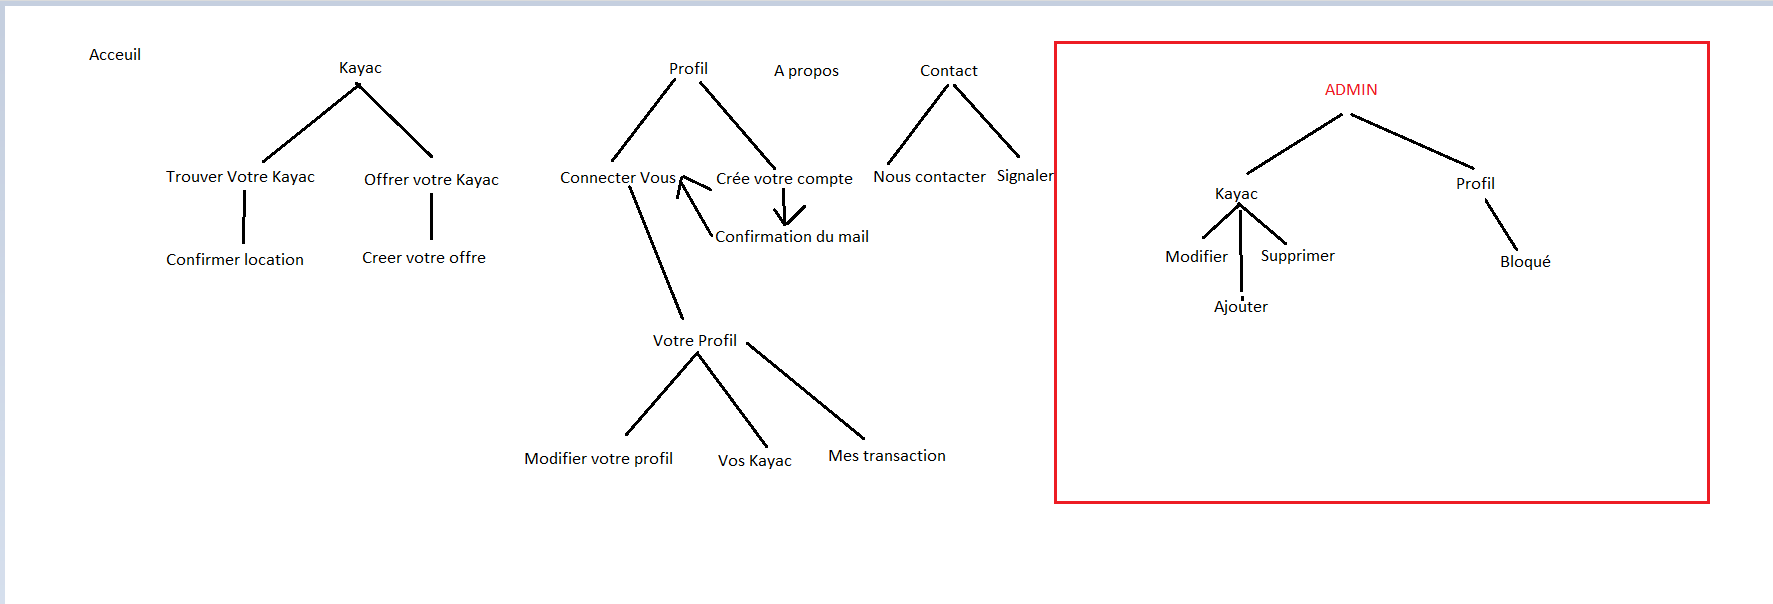 Acceuil
Kayac
Profil
A propos
Contact
ADMIN
Trouver Votre Kayac
Offrer votre Kayac
Connecter Vous
Crée votre compte
Nous contacter
Signaler
Kayac
Profil
Confirmer location
Creer votre offre
Confirmation du mail
Modifier
Supprimer
Bloqué
Ajouter
Votre Profil
Modifier votre profil
Vos Kayac
Mes transaction